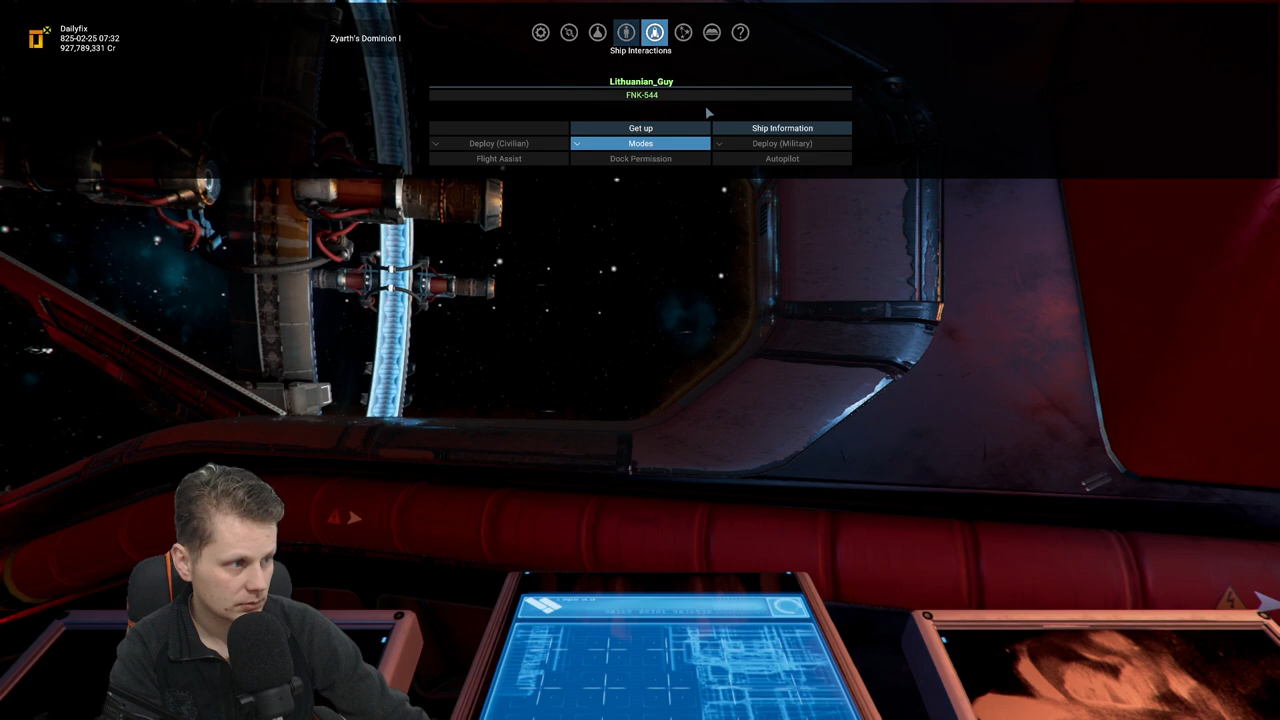 Dailyfix
825-02-25 07:32
927,789,331 Cr
Zyarth's Dominion I
Ship Interactions
Lithuanian_Guy
FNK-544
Get up
Ship Information
Deploy (Civilian)
Modes
Deploy (Military)
Flight Assist
Dock Permission
Autopilot